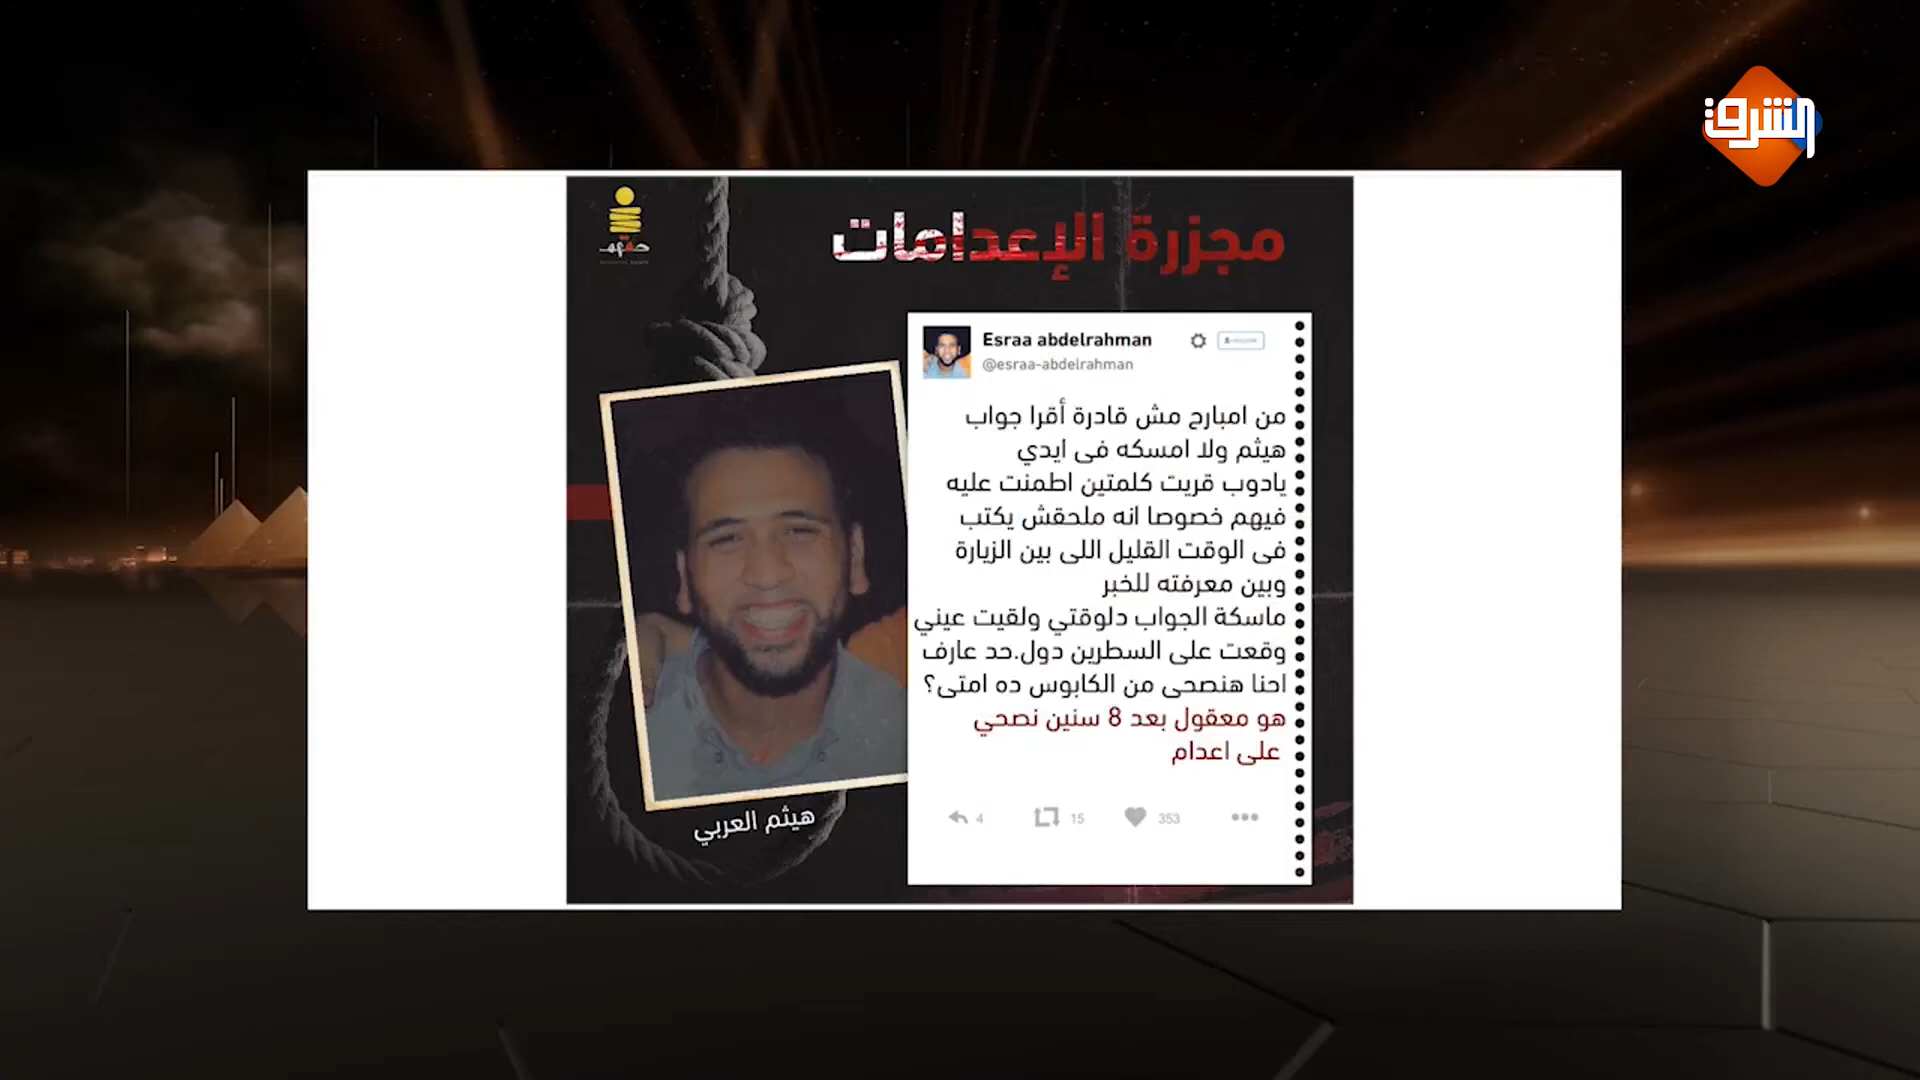 الشرق
حقهم
مجزرة الإعدامات
Esraa abdelrahman
@esraa-abdelrahman
من امبارح مش قادرة أقرا جواب
هيثم ولا امسكه فى ايدي
يادوب قريت كلمتين اطمنت عليه
فيهم خصوصا انه ملحقش يكتب
فى الوقت القليل اللى بين الزيارة
وبين معرفته للخبر
ماسكة الجواب دلوقتي ولقيت عيني
وقعت على السطرين دول.حد عارف
احنا هنصحى من الكابوس ده امتى؟
هو معقول بعد 8 سنين نصحي
على اعدام
4 15 353
هيثم العربي